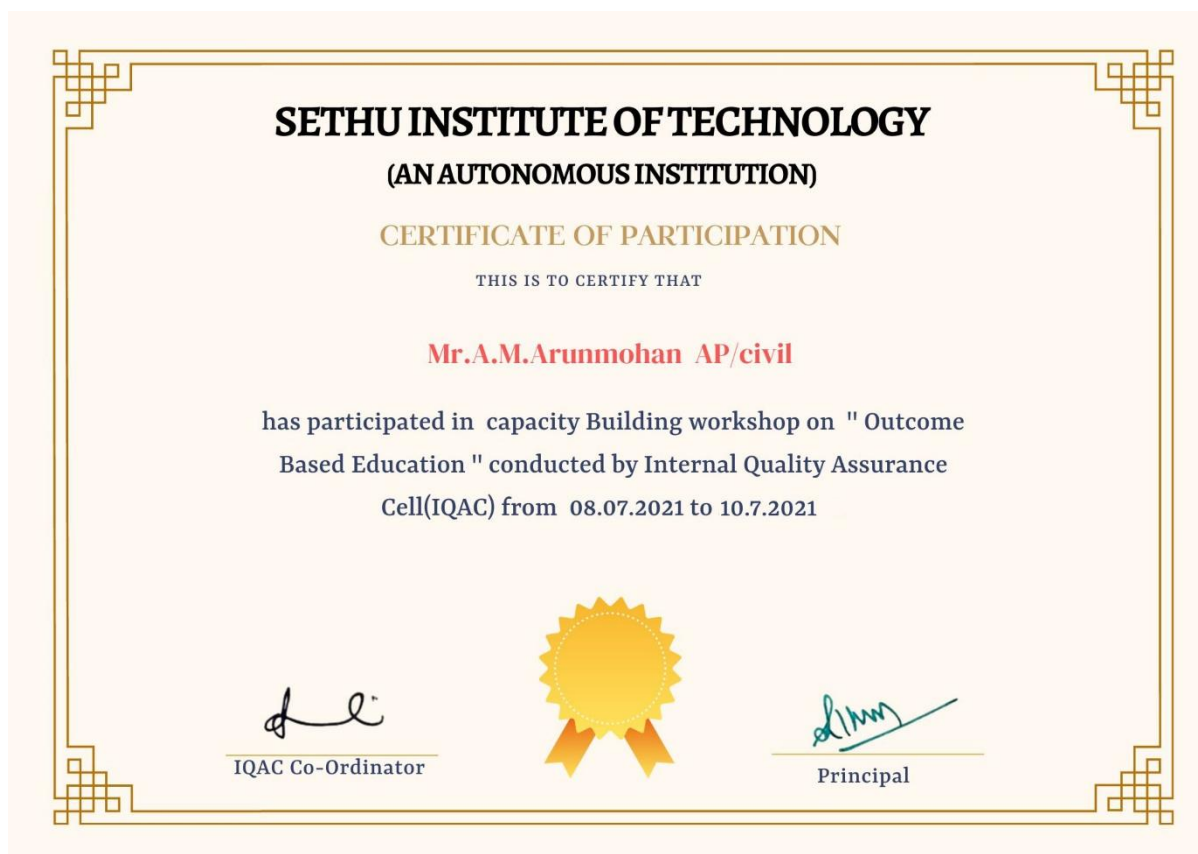 SETHU INSTITUTE OF TECHNOLOGY
(AN AUTONOMOUS INSTITUTION)
CERTIFICATE OF PARTICIPATION
THIS IS TO CERTIFY THAT
Mr.A.M.Arunmohan AP/civil
has participated in capacity Building workshop on " Outcome
Based Education " conducted by Internal Quality Assurance
Cell(IQAC) from 08.07.2021 to 10.7.2021
IQAC Co-Ordinator
Principal